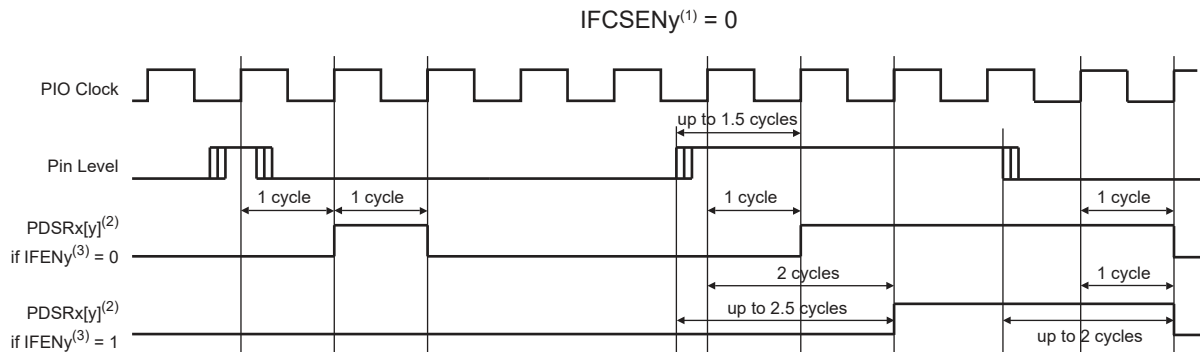 IFCSENy(1) = 0
PIO Clock
up to 1.5 cycles
Pin Level
1 cycle
1 cycle
1 cycle
1 cycle
PDSRx[y](2)
if IFENy(3) = 0
2 cycles
1 cycle
PDSRx[y](2)
up to 2.5 cycles
if IFENy(3) = 1
up to 2 cycles